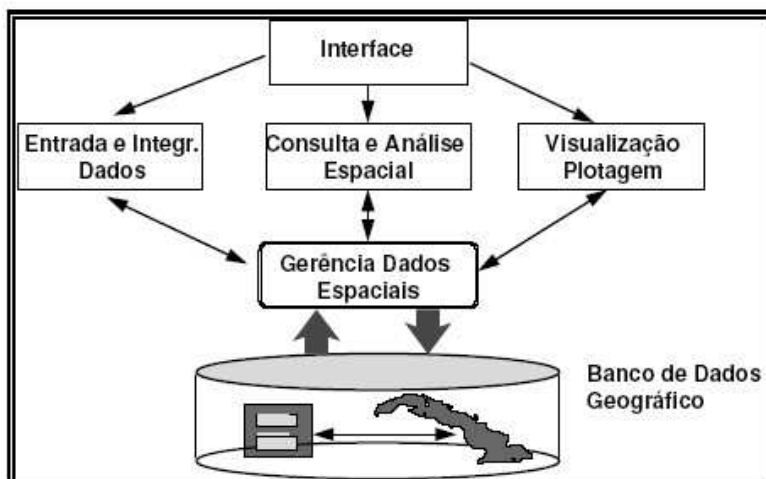 Interface
Entrada e Integr.
Dados
Consulta e Análise
Espacial
Visualização
Plotagem
Gerência Dados
Espaciais
Banco de Dados
Geográfico